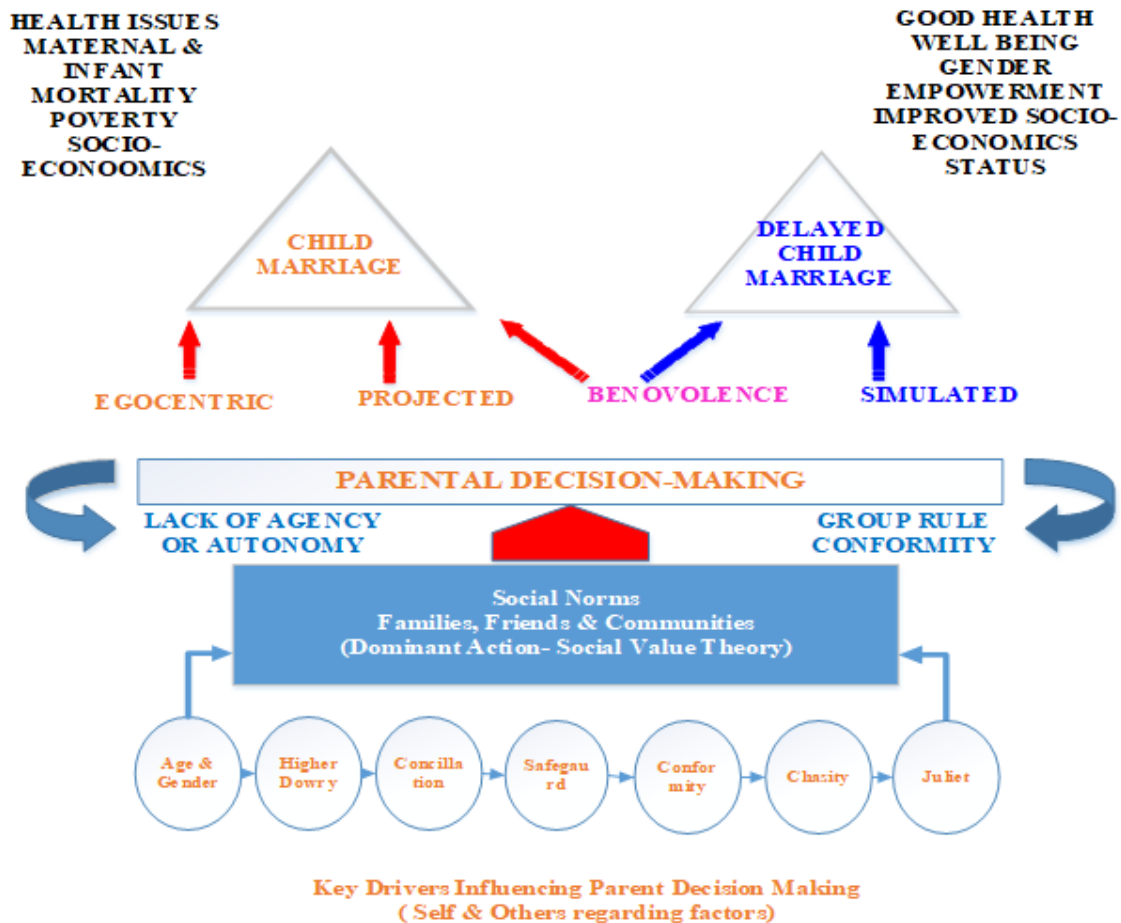 HEALTH ISSUES
MATERNAL &
INFANT
MORTALITY
POVERTY
SOCIO-
ECONOOMICS
GOOD HEALTH
WELL BEING
GENDER
EMPOWERMENT
IMPROVED SOCIO-
ECONOMICS
STATUS
CHILD
MARRIAGE
DELAYED
CHILD
MARRIAGE
EGOCENTRIC
PROJECTED
BENOVOLENCE
SIMULATED
PARENTAL DECISION-MAKING
LACK OF AGENCY
OR AUTONOMY
GROUP RULE
CONFORMITY
Social Norms
Families, Friends & Communities
(Dominant Action- Social Value Theory)
Age &
Gender
Higher
Dowry
Concilla
tion
Safegau
rd
Confor
mity
Chasity
Juliet
Key Drivers Influencing Parent Decision Making
( Self & Others regarding factors)